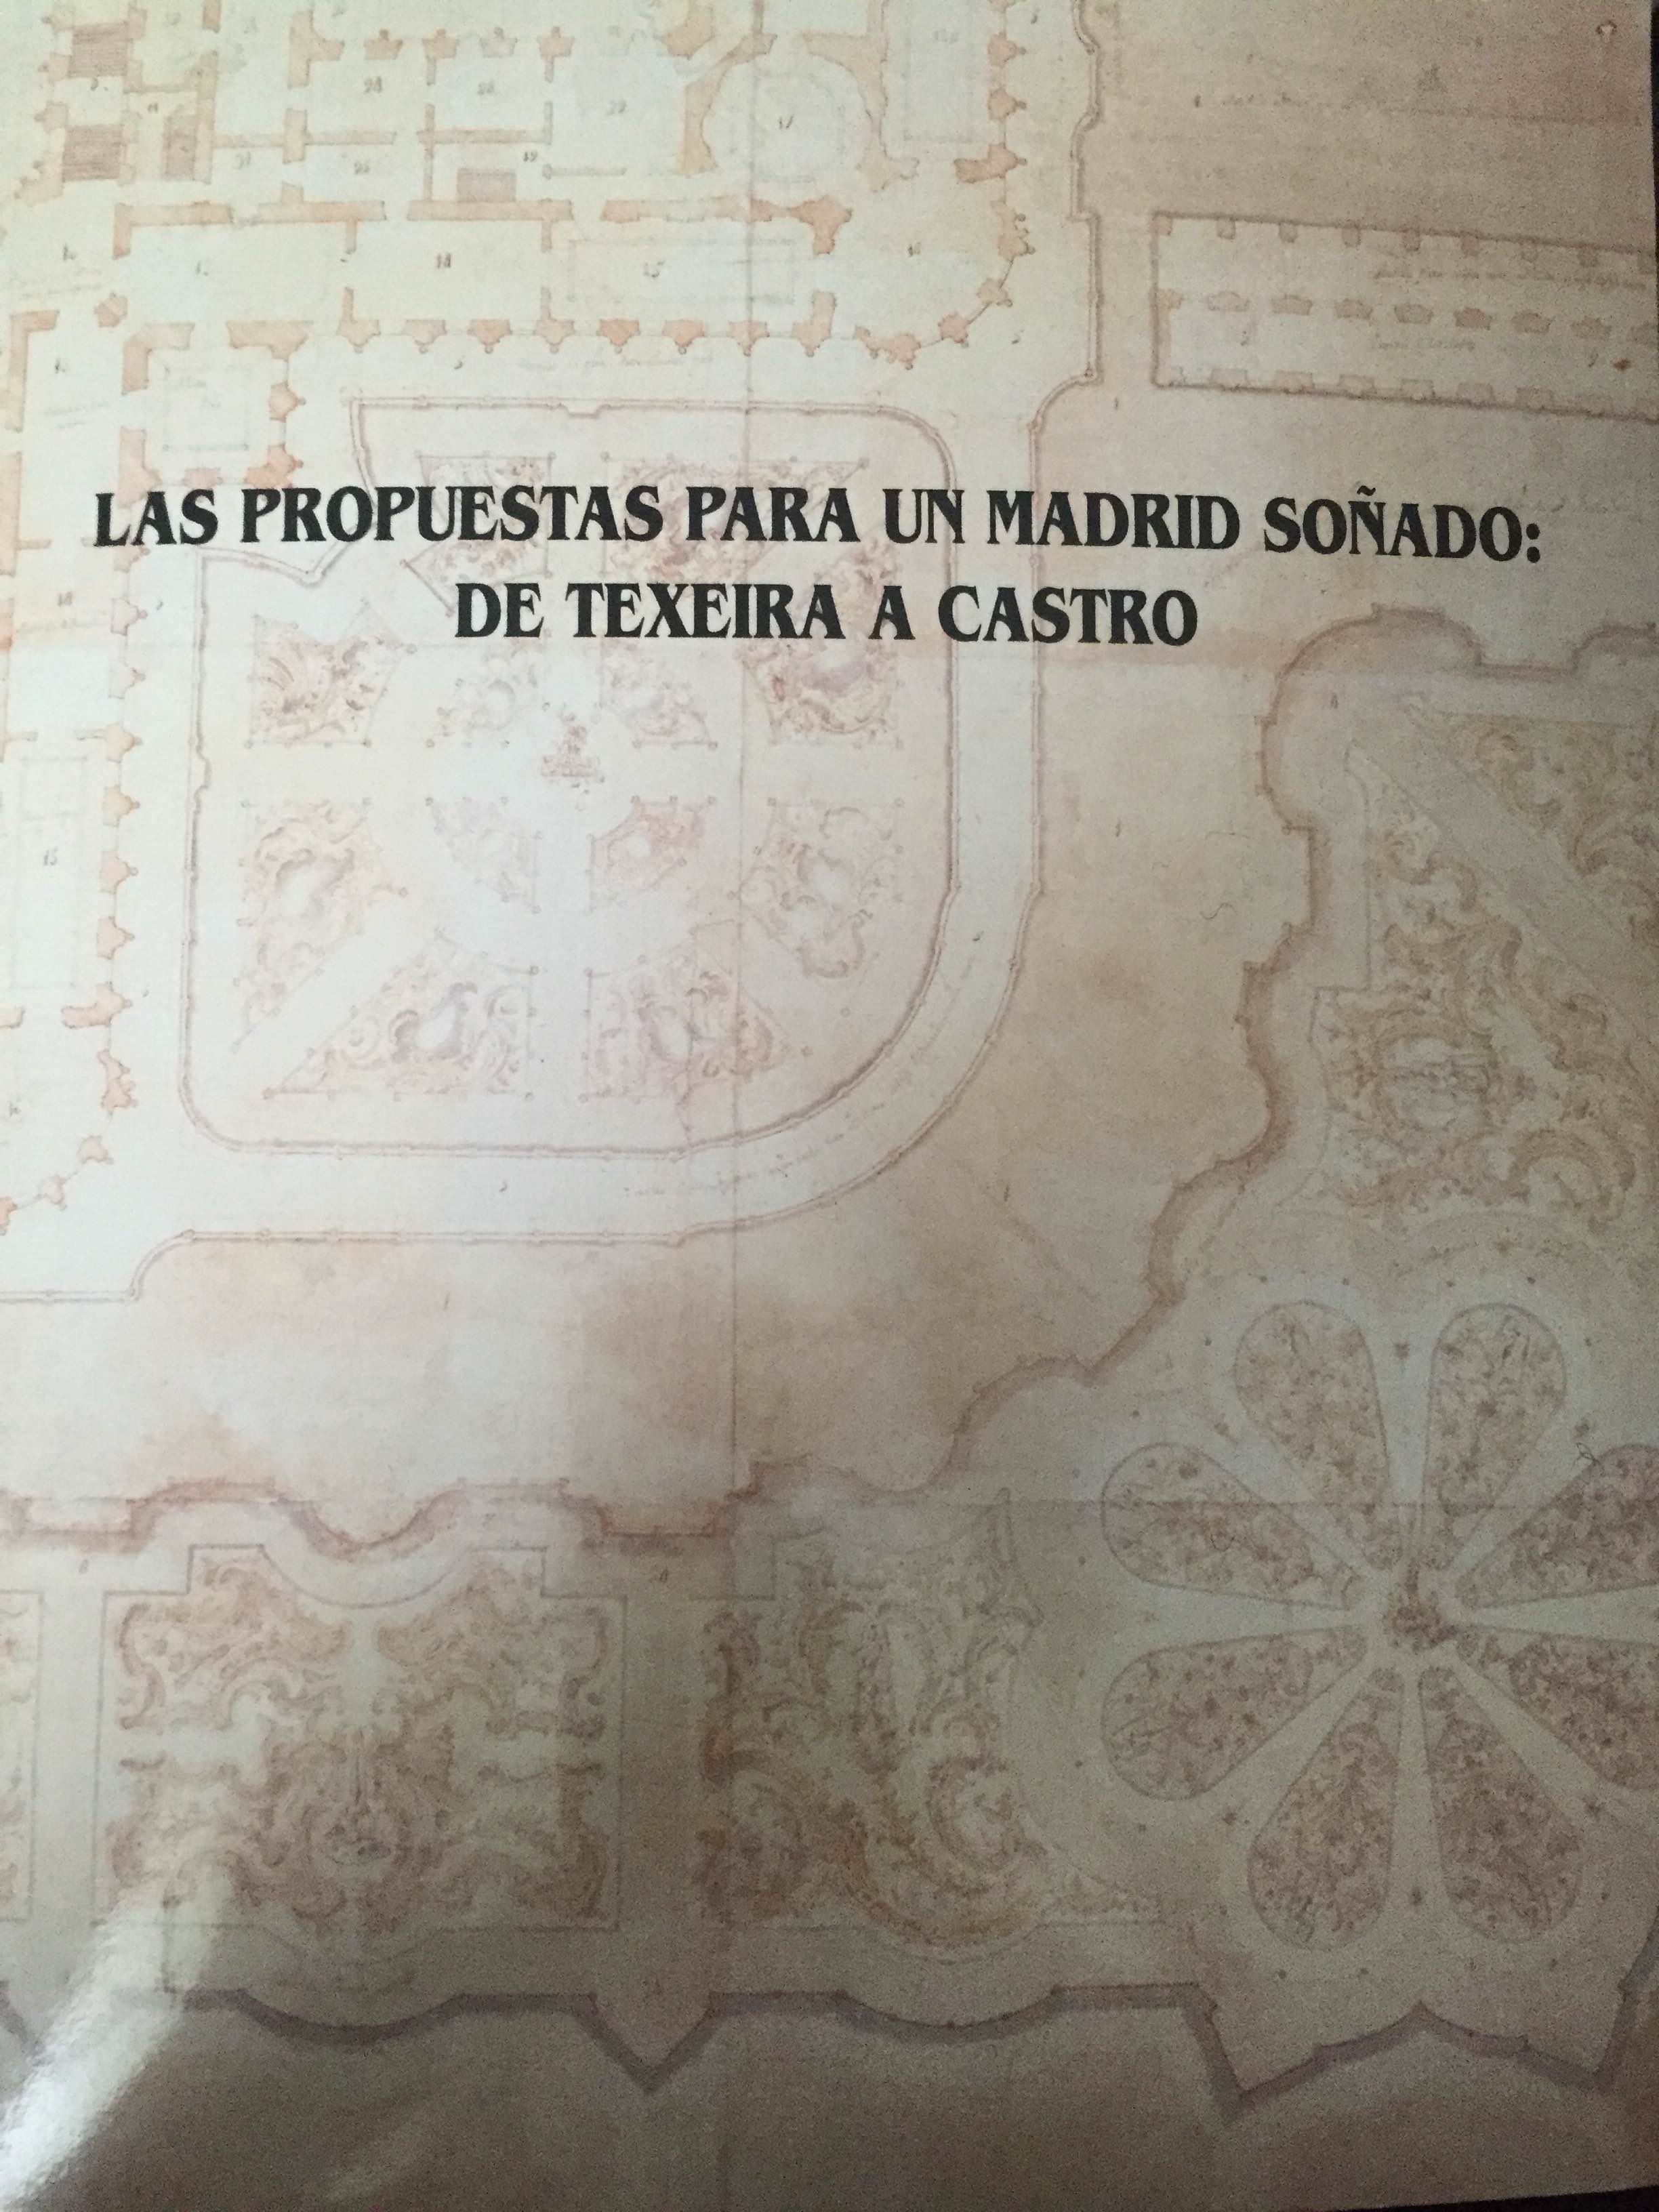 LAS PROPUESTAS PARA UN MADRID SOÑADO:
DE TEXEIRA A CASTRO